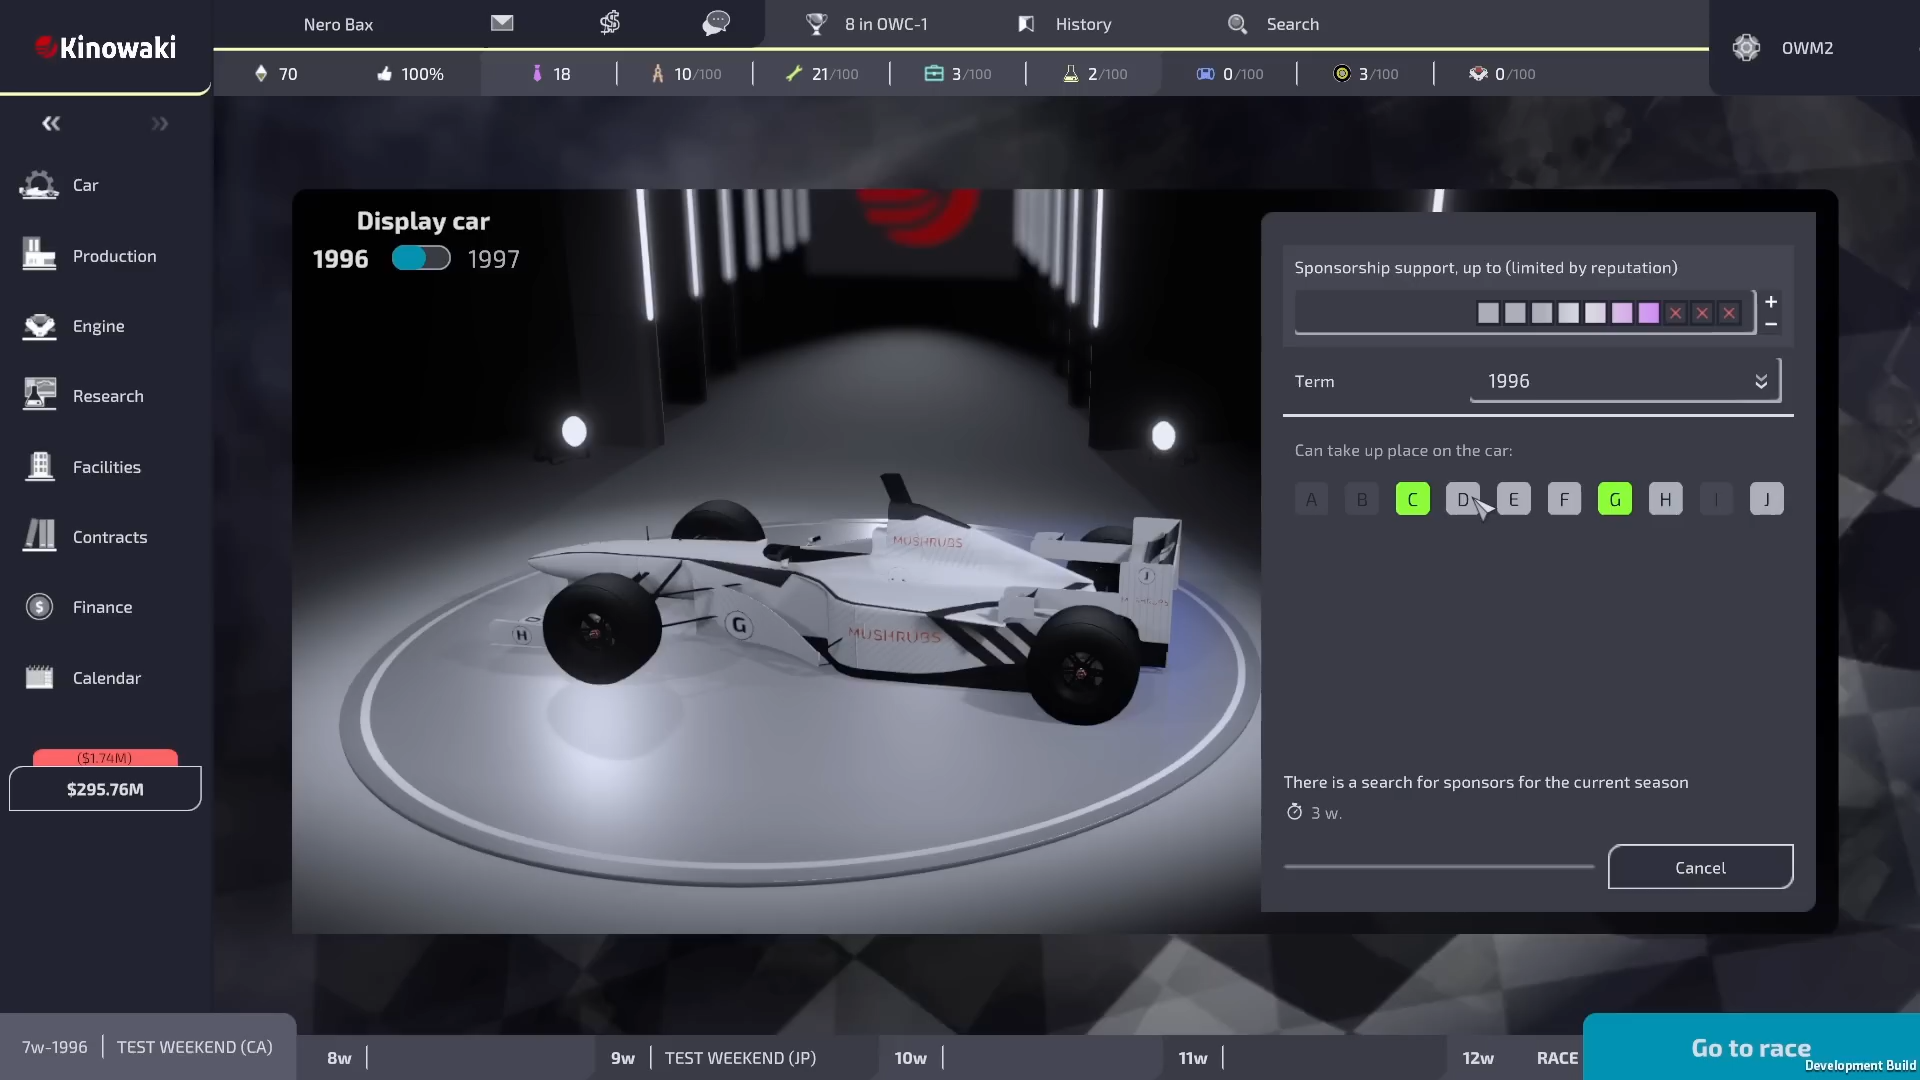 Kinowaki
Nero Bax
8 in OWC-1
History
Search
OWM2
70
100%
18
10/100
21/100
3/100
2/100
0/100
3/100
0/100
Car
Production
Engine
Research
Facilities
Contracts
Finance
Calendar
($1.74M)
$295.76M
Display car
1996
1997
MUSHRUBS
MUSHRUBS
MUSHRUBS
H
D
G
J
Sponsorship support, up to (limited by reputation)
+
−
Term
1996
Can take up place on the car:
A B C D E F G H I J
There is a search for sponsors for the current season
3 w.
Cancel
7w-1996 | TEST WEEKEND (CA)
8w
9w | TEST WEEKEND (JP)
10w
11w
12w
RACE
Go to race
Development Build